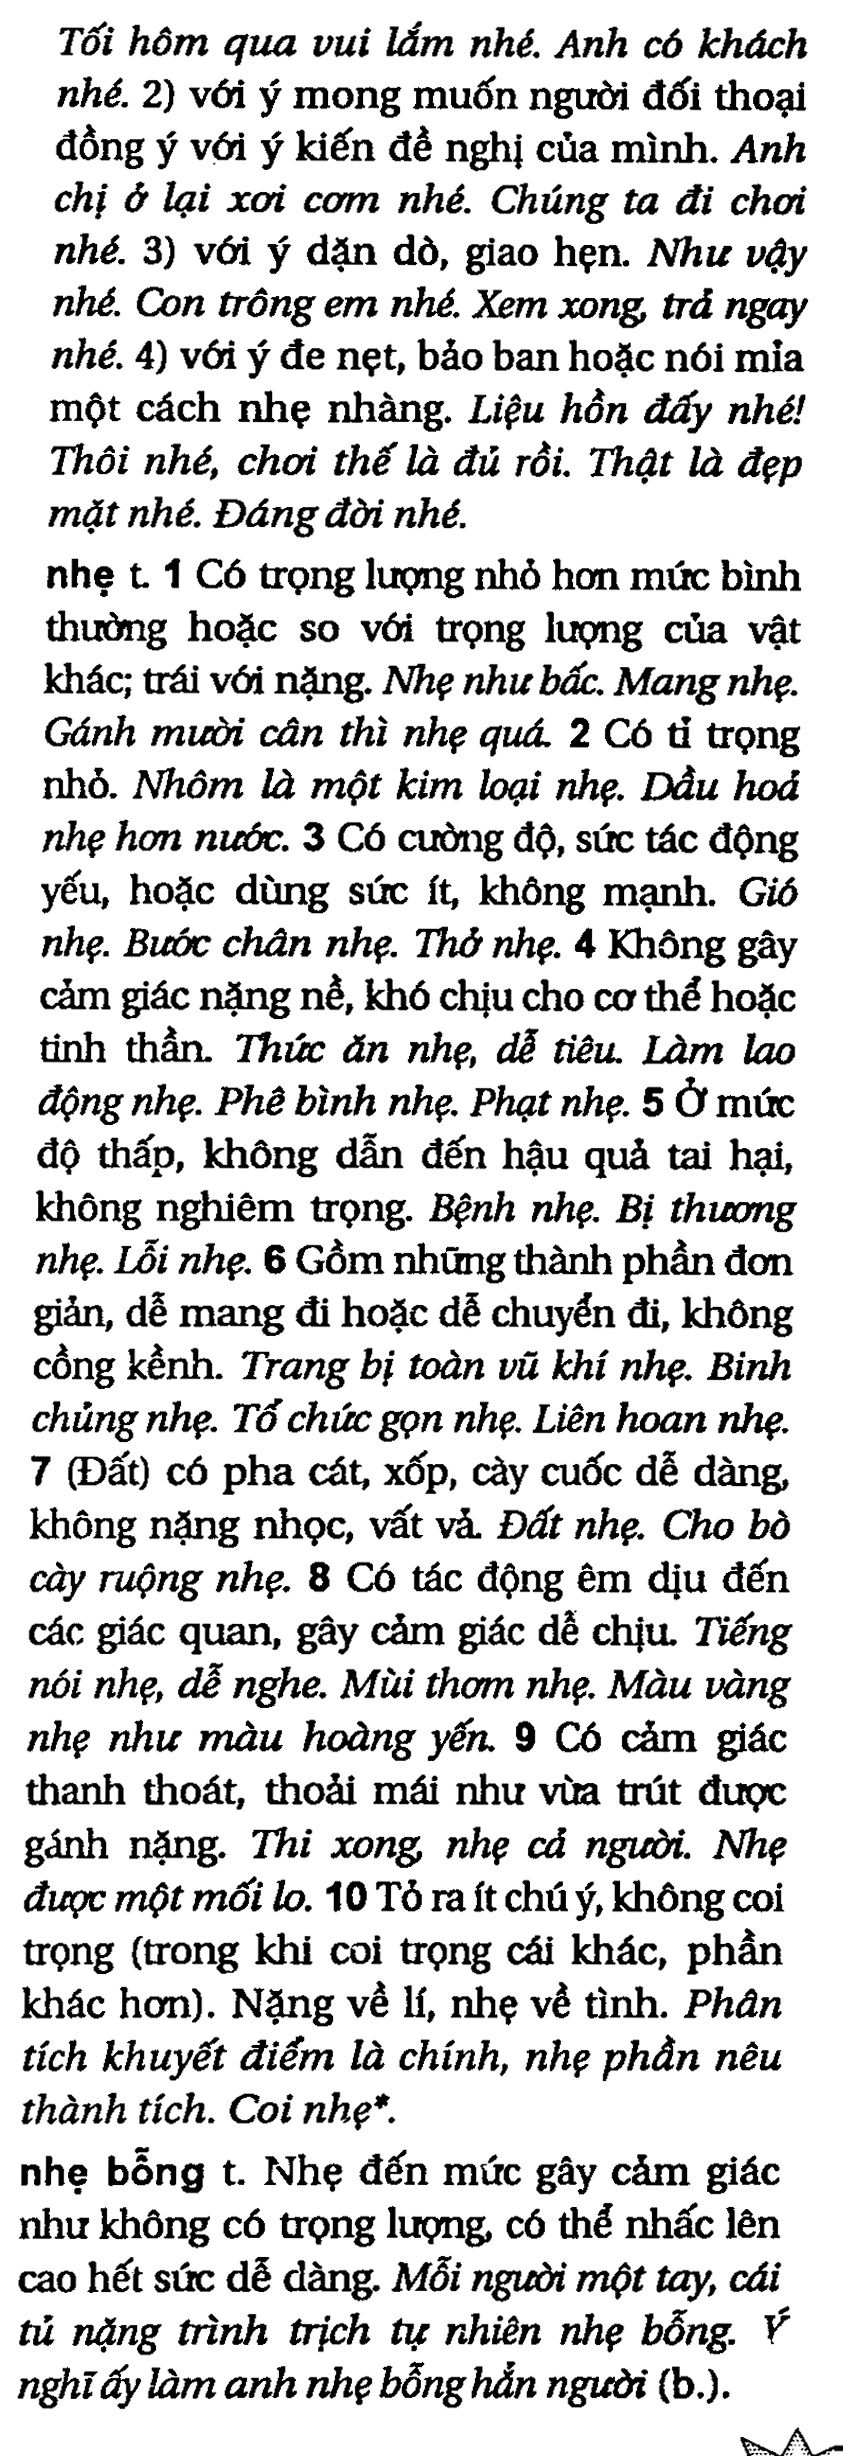 Tối hôm qua vui lắm nhé. Anh có khách
nhé. 2) với ý mong muốn người đối thoại
đồng ý với ý kiến đề nghị của mình. Anh
chị ở lại xơi cơm nhé. Chúng ta đi chơi
nhé. 3) với ý dặn dò, giao hẹn. Như vậy
nhé. Con trông em nhé. Xem xong, trả ngay
nhé. 4) với ý đe nẹt, bảo ban hoặc nói mỉa
một cách nhẹ nhàng. Liệu hồn đấy nhé!
Thôi nhé, chơi thế là đủ rồi. Thật là đẹp
mặt nhé. Đáng đời nhé.
nhẹ t. 1 Có trọng lượng nhỏ hơn mức bình
thường hoặc so với trọng lượng của vật
khác; trái với nặng. Nhẹ như bấc. Mang nhẹ.
Gánh mười cân thì nhẹ quá. 2 Có tỉ trọng
nhỏ. Nhôm là một kim loại nhẹ. Dầu hoả
nhẹ hơn nước. 3 Có cường độ, sức tác động
yếu, hoặc dùng sức ít, không mạnh. Gió
nhẹ. Bước chân nhẹ. Thở nhẹ. 4 Không gây
cảm giác nặng nề, khó chịu cho cơ thể hoặc
tinh thần. Thức ăn nhẹ, dễ tiêu. Làm lao
động nhẹ. Phê bình nhẹ. Phạt nhẹ. 5 Ở mức
độ thấp, không dẫn đến hậu quả tai hại,
không nghiêm trọng. Bệnh nhẹ. Bị thương
nhẹ. Lỗi nhẹ. 6 Gồm những thành phần đơn
giản, dễ mang đi hoặc dễ chuyển đi, không
cồng kềnh. Trang bị toàn vũ khí nhẹ. Binh
chủng nhẹ. Tổ chức gọn nhẹ. Liên hoan nhẹ.
7 (Đất) có pha cát, xốp, cày cuốc dễ dàng,
không nặng nhọc, vất vả. Đất nhẹ. Cho bò
cày ruộng nhẹ. 8 Có tác động êm dịu đến
các giác quan, gây cảm giác dễ chịu. Tiếng
nói nhẹ, dễ nghe. Mùi thơm nhẹ. Màu vàng
nhẹ như màu hoàng yến. 9 Có cảm giác
thanh thoát, thoải mái như vừa trút được
gánh nặng. Thi xong, nhẹ cả người. Nhẹ
được một mối lo. 10 Tỏ ra ít chú ý, không coi
trọng (trong khi coi trọng cái khác, phần
khác hơn). Nặng về lí, nhẹ về tình. Phân
tích khuyết điểm là chính, nhẹ phần nêu
thành tích. Coi nhẹ*.
nhẹ bỗng t. Nhẹ đến mức gây cảm giác
như không có trọng lượng, có thể nhấc lên
cao hết sức dễ dàng. Mỗi người một tay, cái
tủ nặng trình trịch tự nhiên nhẹ bỗng. Ý
nghĩ ấy làm anh nhẹ bỗng hẳn người (b.).